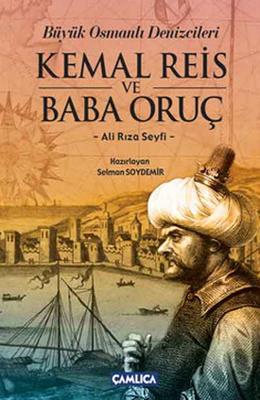 Büyük Osmanlı Denizcileri
KEMAL REİS
VE
BABA ORUÇ
- Ali Rıza Seyfi -
Hazırlayan
Selman SOYDEMİR
ÇAMLICA